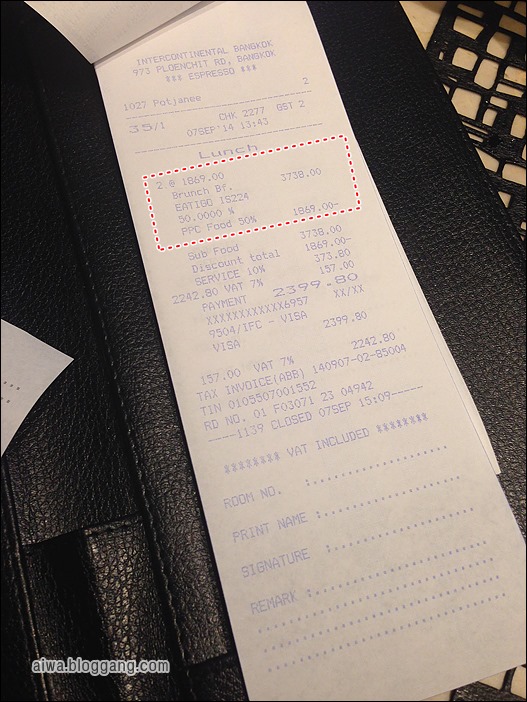 INTERCONTINENTAL BANGKOK
973 PLOENCHIT RD, BANGKOK
*** ESPRESSO ***
1027 Potjanee 2
35/1 CHK 2277 GST 2
07SEP'14 13:43
Lunch
2 @ 1869.00
Brunch Bf. 3738.00
EATIGO 15224
50.0000 %
PPC Food 50% 1869.00-
Sub Food 3738.00
Discount total 1869.00-
SERVICE 10% 373.80
2242.80 VAT 7% 157.00
PAYMENT 2399.80
XXXXXXXXXXXX6957 XX/XX
9504/IFC - VISA
VISA 2399.80
157.00 VAT 7% 2242.80
TAX INVOICE(ABB) 140907-02-85004
TIN 0105507001552
RD NO. 01 F03071 23 04942
-----1139 CLOSED 07SEP 15:09------
******** VAT INCLUDED ********
ROOM NO. :.....................
PRINT NAME :.....................
SIGNATURE :.....................
REMARK :.........................
aiwa.bloggang.com